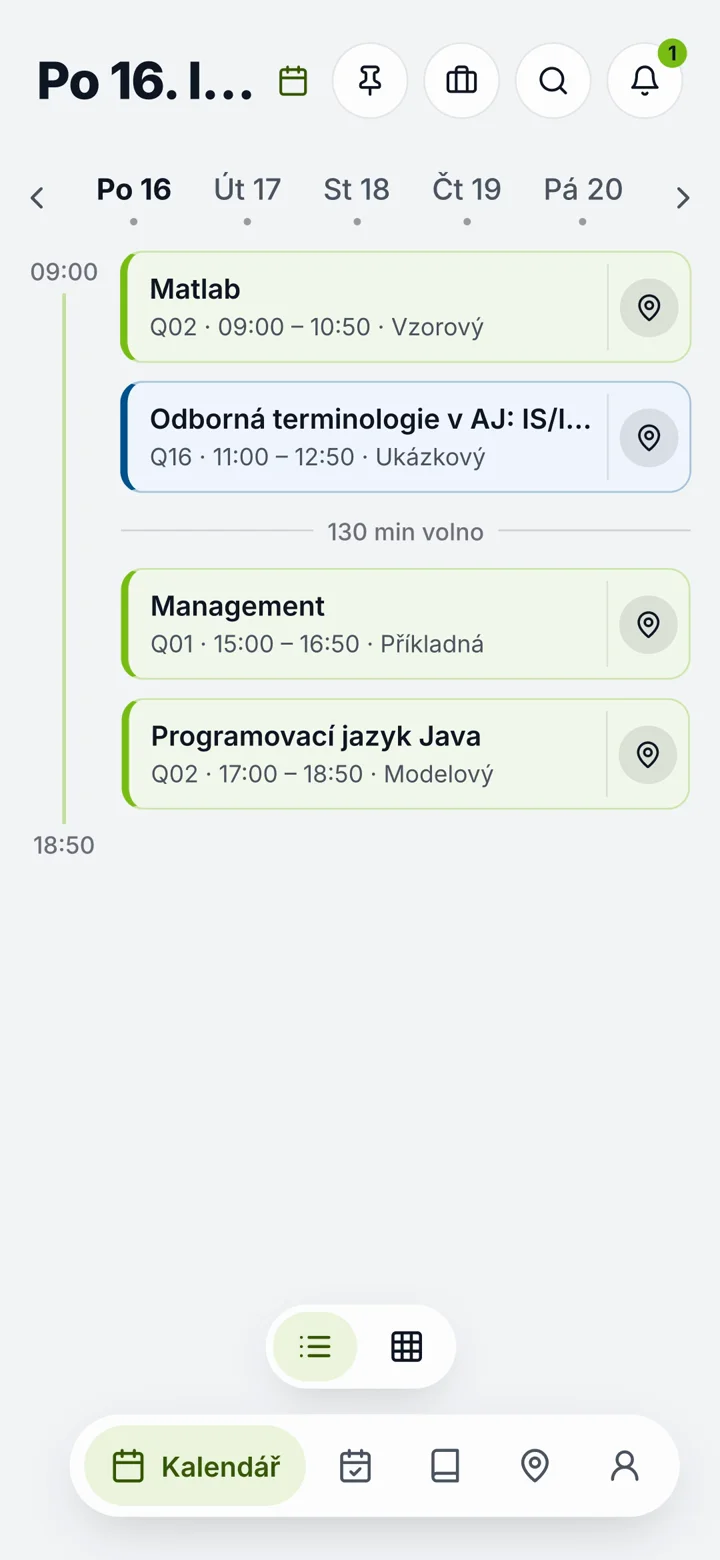 Po 16. l...
1
Po 16 Út 17 St 18 Čt 19 Pá 20
09:00
Matlab
Q02 · 09:00 – 10:50 · Vzorový
Odborná terminologie v AJ: IS/I...
Q16 · 11:00 – 12:50 · Ukázkový
130 min volno
Management
Q01 · 15:00 – 16:50 · Příkladná
Programovací jazyk Java
Q02 · 17:00 – 18:50 · Modelový
18:50
Kalendář